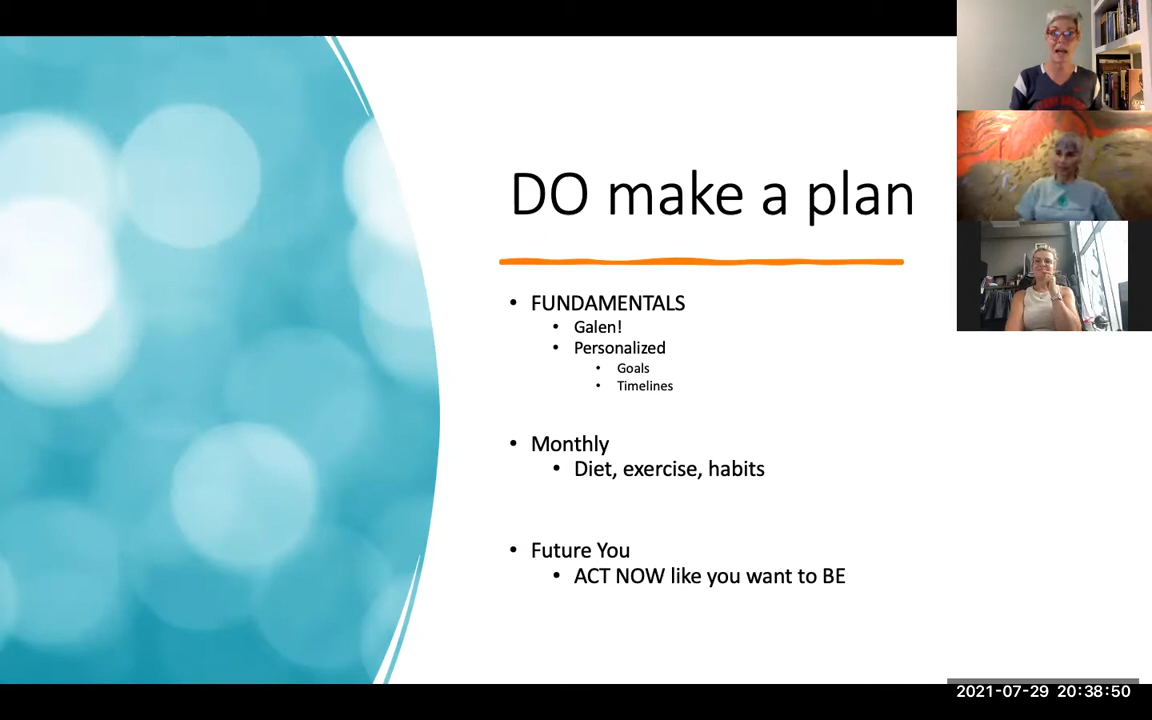 DO make a plan
• FUNDAMENTALS
• Galen!
• Personalized
• Goals
• Timelines
• Monthly
• Diet, exercise, habits
• Future You
• ACT NOW like you want to BE
2021-07-29 20:38:50